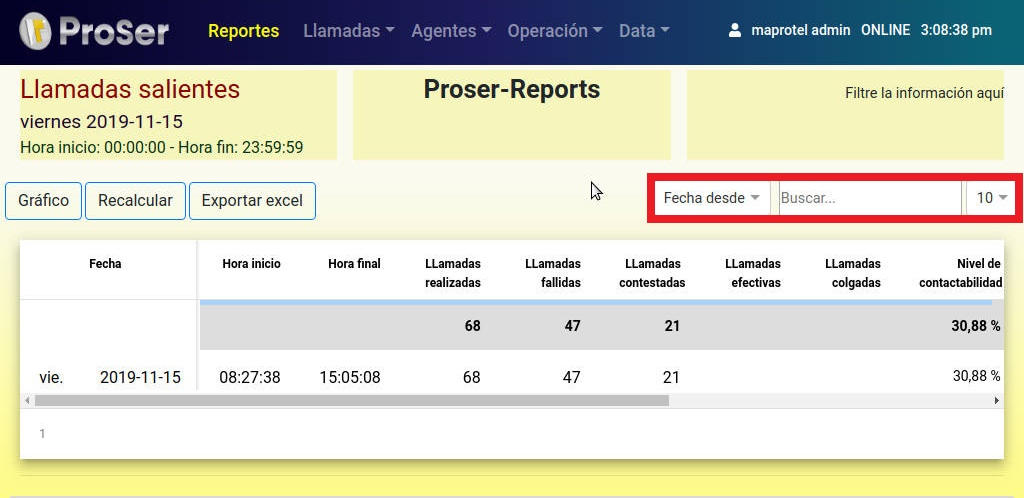 ProSer Reportes Llamadas Agentes Operación Data maprotel admin ONLINE 3:08:38 pm
Llamadas salientes
viernes 2019-11-15
Hora inicio: 00:00:00 - Hora fin: 23:59:59
Proser-Reports
Filtre la información aquí
Gráfico Recalcular Exportar excel Fecha desde Buscar... 10
Fecha Hora inicio Hora final LLamadas LLamadas LLamadas LLamadas LLamadas Nivel de
realizadas fallidas contestadas efectivas colgadas contactabilidad
68 47 21 30,88 %
vie. 2019-11-15 08:27:38 15:05:08 68 47 21 30,88 %
1